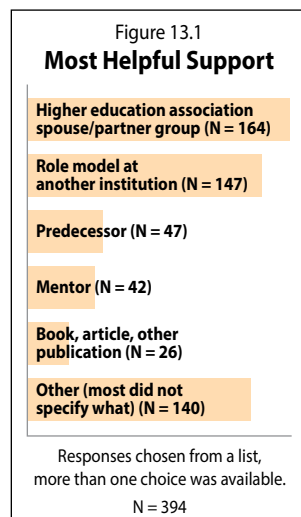 Figure 13.1
Most Helpful Support
Higher education association
spouse/partner group (N = 164)
Role model at
another institution (N = 147)
Predecessor (N = 47)
Mentor (N = 42)
Book, article, other
publication (N = 26)
Other (most did not
specify what) (N = 140)
Responses chosen from a list,
more than one choice was available.
N = 394